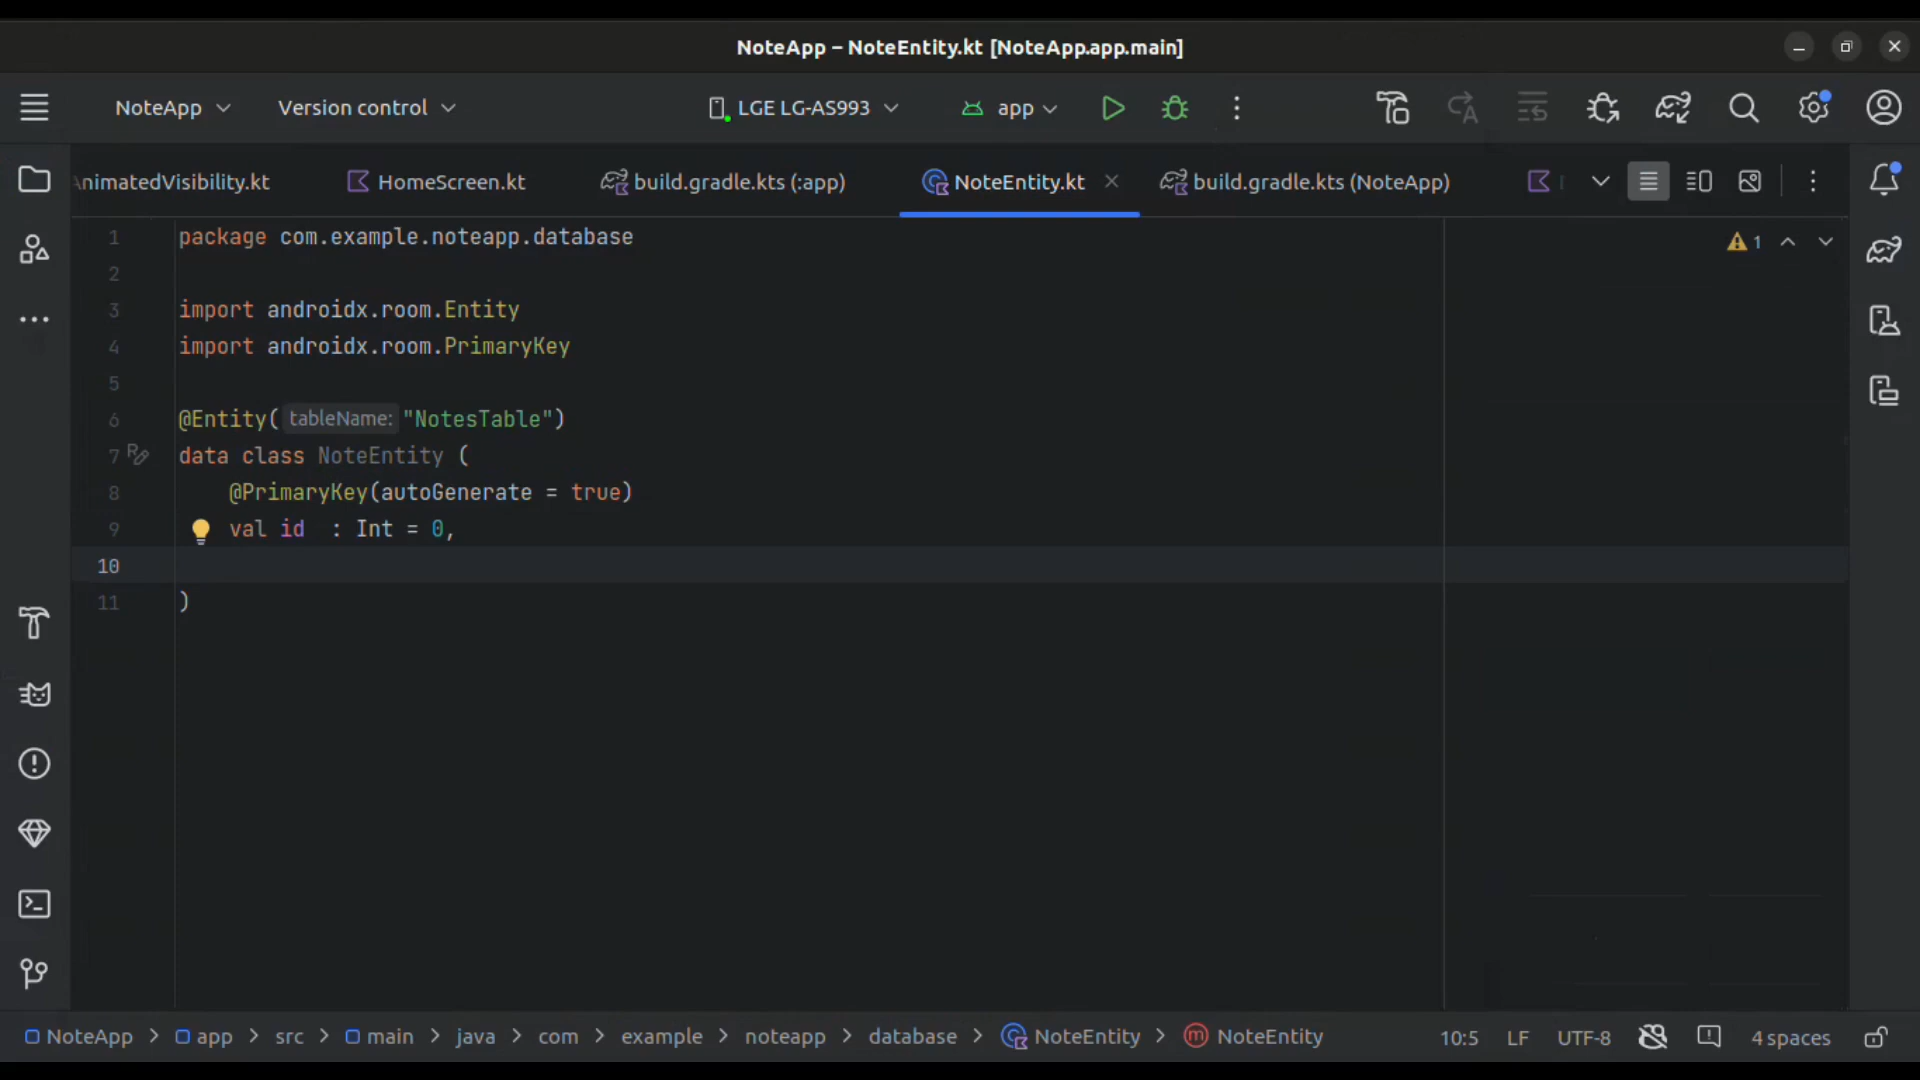 NoteApp – NoteEntity.kt [NoteApp.app.main]
NoteApp Version control LGE LG-AS993 app
AnimatedVisibility.kt HomeScreen.kt build.gradle.kts (:app) NoteEntity.kt build.gradle.kts (NoteApp)
1 package com.example.noteapp.database
1
2
3 import androidx.room.Entity
4 import androidx.room.PrimaryKey
5
6 @Entity( tableName: "NotesTable")
7 data class NoteEntity (
8 @PrimaryKey(autoGenerate = true)
9 val id  : Int = 0,
10
11 )
NoteApp > app > src > main > java > com > example > noteapp > database > NoteEntity > NoteEntity 10:5 LF UTF-8 4 spaces